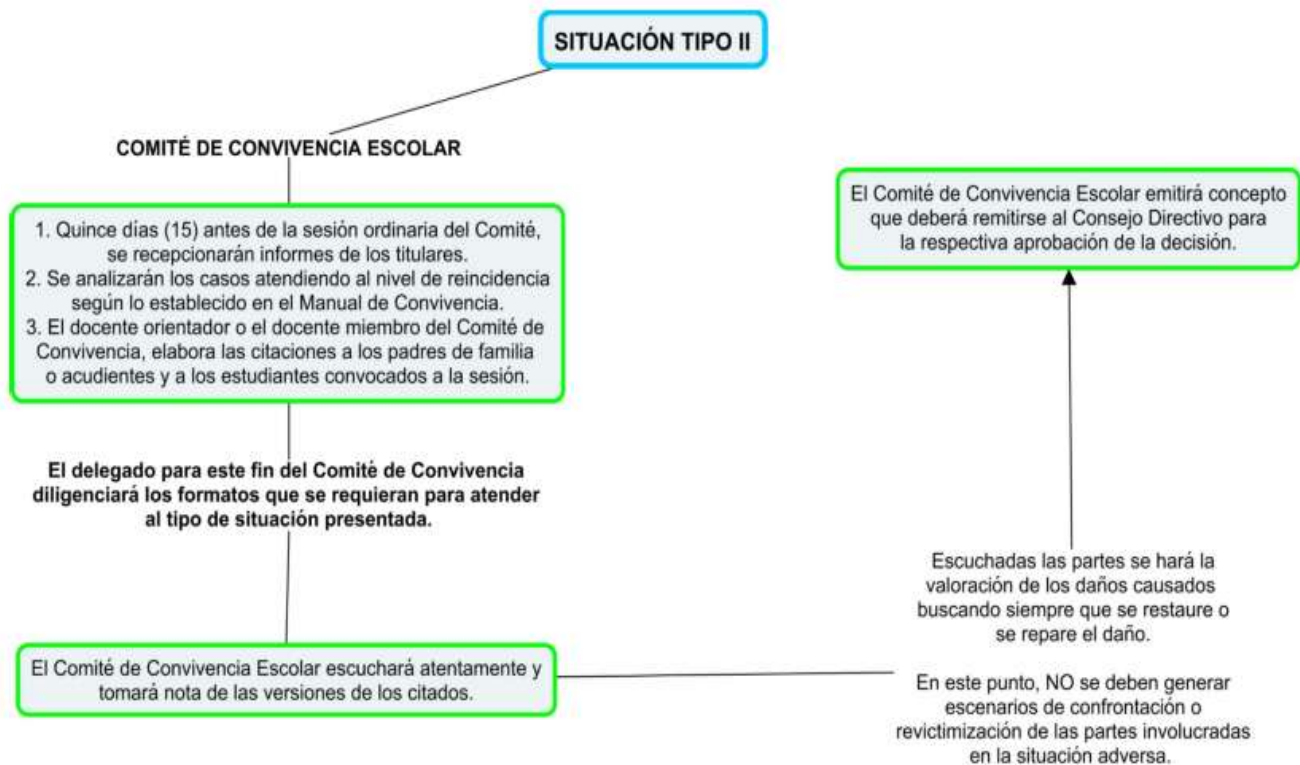 SITUACIÓN TIPO II
COMITÉ DE CONVIVENCIA ESCOLAR
1. Quince días (15) antes de la sesión ordinaria del Comité,
se recepcionarán informes de los titulares.
2. Se analizarán los casos atendiendo al nivel de reincidencia
según lo establecido en el Manual de Convivencia.
3. El docente orientador o el docente miembro del Comité de
Convivencia, elabora las citaciones a los padres de familia
o acudientes y a los estudiantes convocados a la sesión.
El delegado para este fin del Comité de Convivencia
diligenciará los formatos que se requieran para atender
al tipo de situación presentada.
El Comité de Convivencia Escolar escuchará atentamente y
tomará nota de las versiones de los citados.
Escuchadas las partes se hará la
valoración de los daños causados
buscando siempre que se restaure o
se repare el daño.
En este punto, NO se deben generar
escenarios de confrontación o
revictimización de las partes involucradas
en la situación adversa.
El Comité de Convivencia Escolar emitirá concepto
que deberá remitirse al Consejo Directivo para
la respectiva aprobación de la decisión.